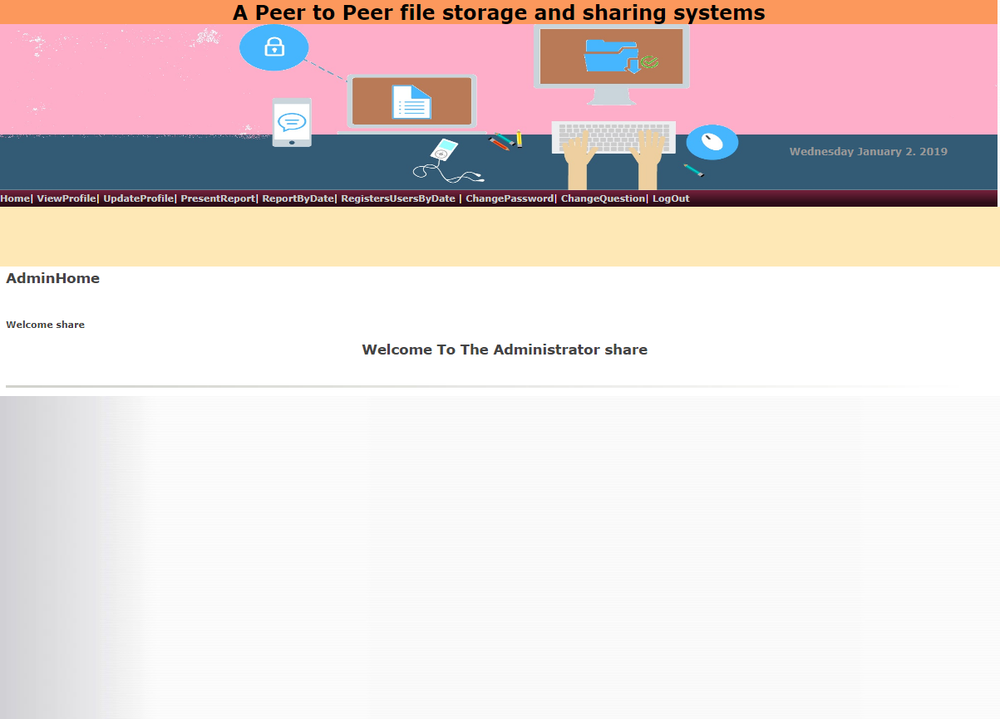 A Peer to Peer file storage and sharing systems
Wednesday January 2. 2019
Home| ViewProfile| UpdateProfile| PresentReport| ReportByDate| RegistersUsersByDate | ChangePassword| ChangeQuestion| LogOut
AdminHome
Welcome share
Welcome To The Administrator share